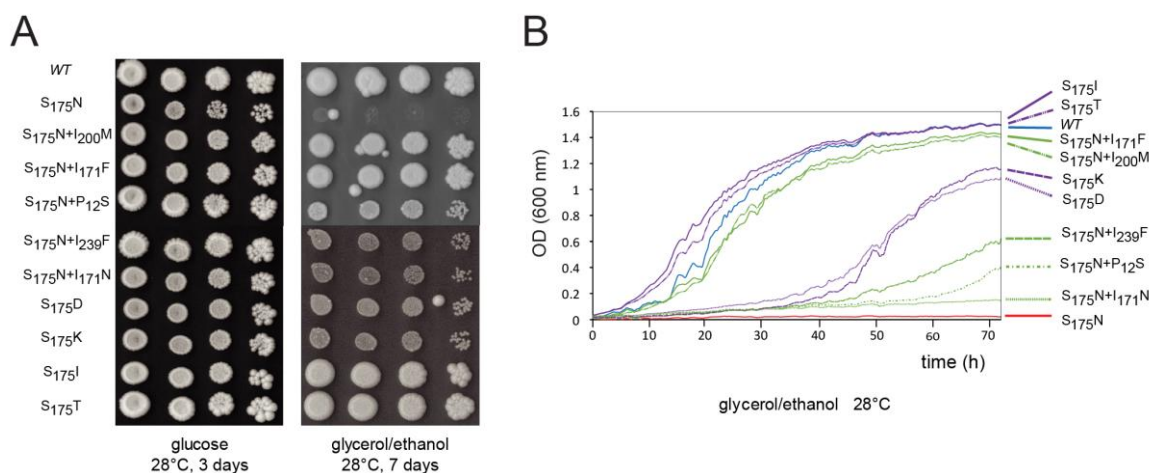 A
WT
S175N
S175N+I200M
S175N+I171F
S175N+P12S
S175N+I239F
S175N+I171N
S175D
S175K
S175I
S175T
glucose
28°C, 3 days
glycerol/ethanol
28°C, 7 days
B
OD (600 nm)
1.6
1.4
1.2
1
0.8
0.6
0.4
0.2
0
0 10 20 30 40 50 60 70
time (h)
glycerol/ethanol 28°C
S175I
S175T
WT
S175N+I171F
S175N+I200M
S175K
S175D
S175N+I239F
S175N+P12S
S175N+I171N
S175N